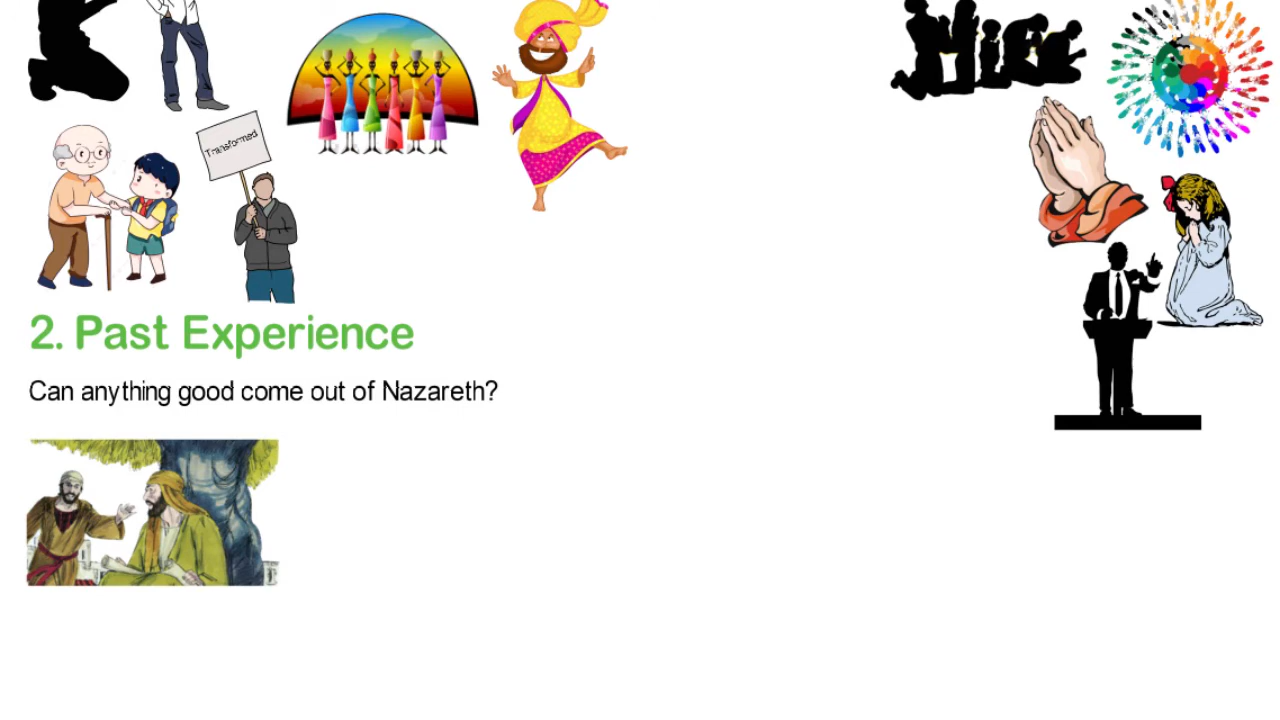 Transformed
2. Past Experience
Can anything good come out of Nazareth?